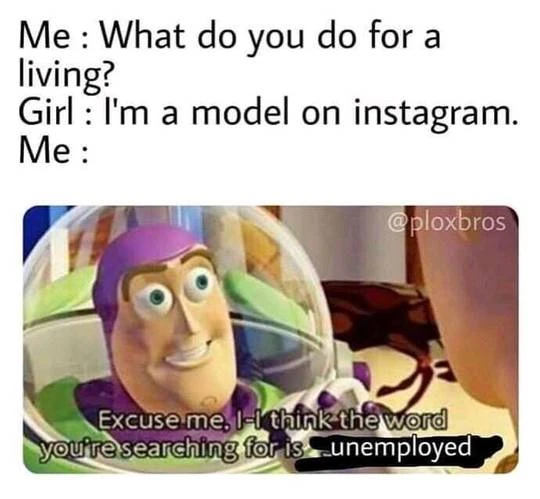 Me : What do you do for a
living?
Girl : I'm a model on instagram.
Me :
@ploxbros
Excuse me, I-I think the word
you're searching for is unemployed